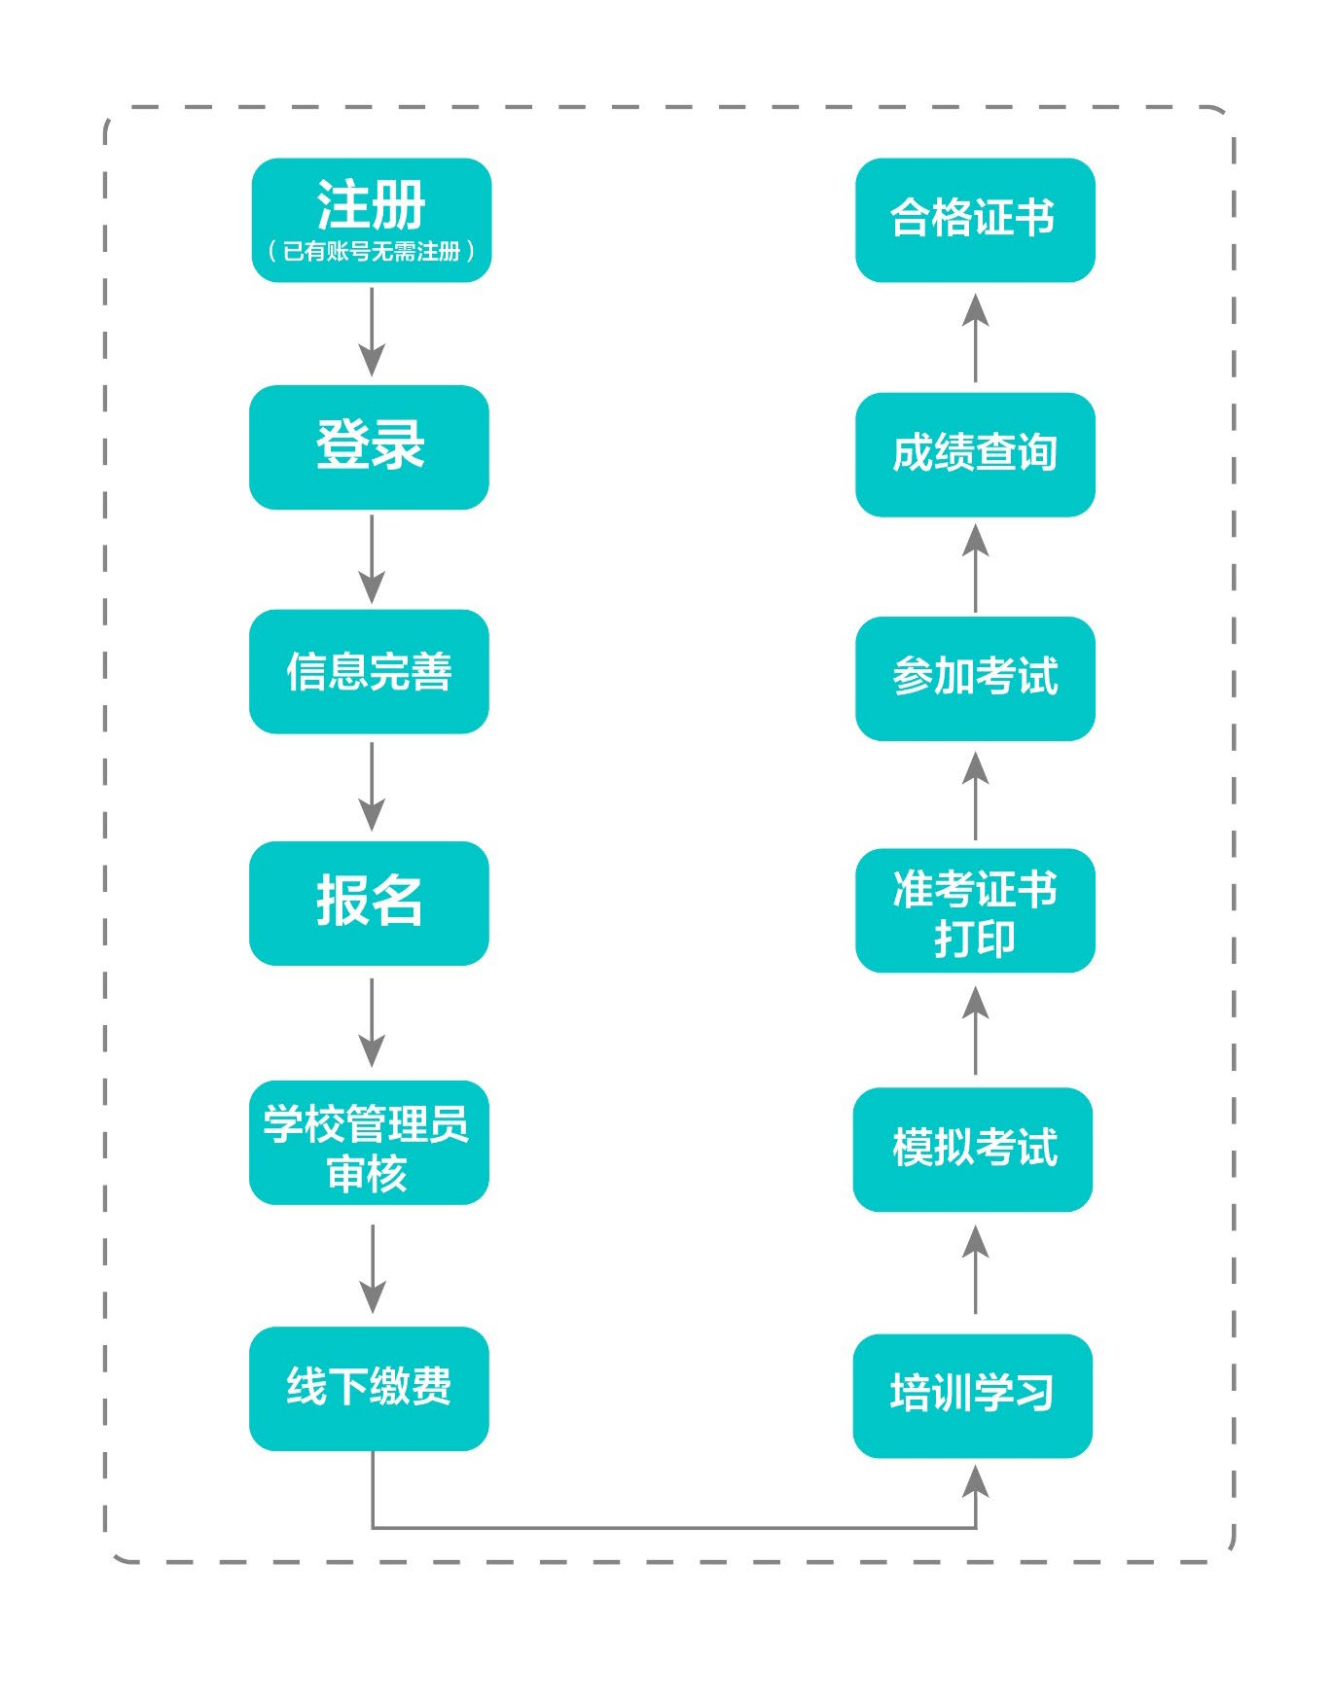 注册
（已有账号无需注册）
登录
信息完善
报名
学校管理员
审核
线下缴费
培训学习
模拟考试
准考证书
打印
参加考试
成绩查询
合格证书